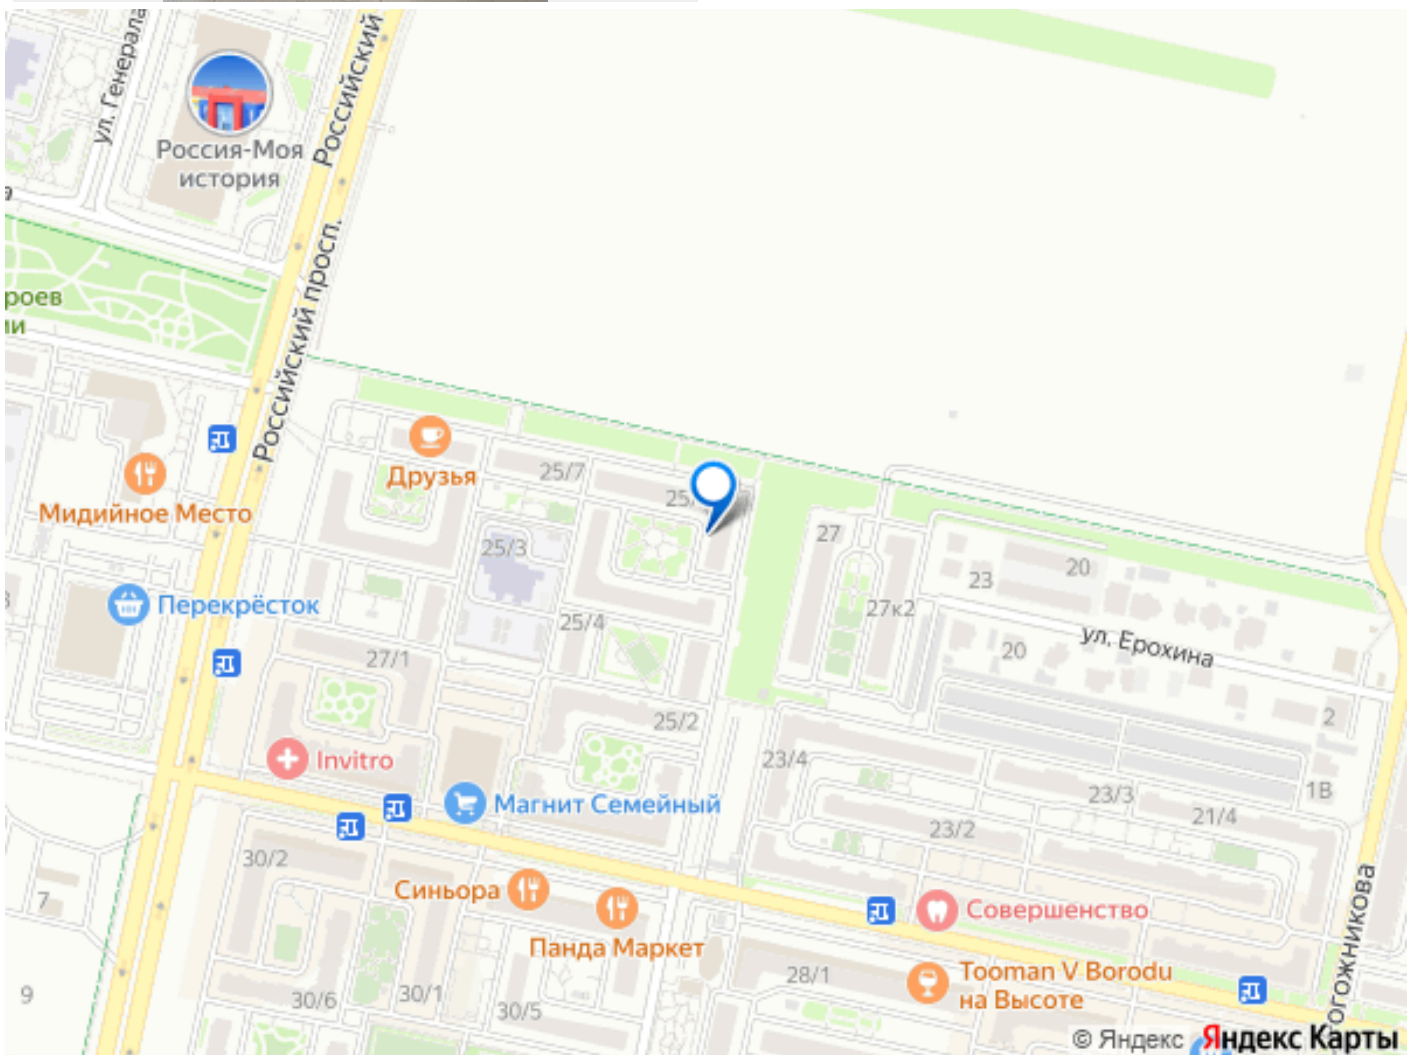 ул. Генерала
Российский
Россия-Моя
история
Российский просп.
роев
ии
Друзья
25/7
25/
Мидийное Место
25/3
27
23
20
Перекрёсток
27к2
25/4
ул. Ерохина
20
27/1
25/2
2
Invitro
23/4
1В
Магнит Семейный
23/3
21/4
23/2
30/2
Синьора
7
Совершенство
Панда Маркет
Tooman V Borodu
на Высоте
28/1
9
30/6
30/1
30/5
огожникова
© Яндекс Яндекс Карты